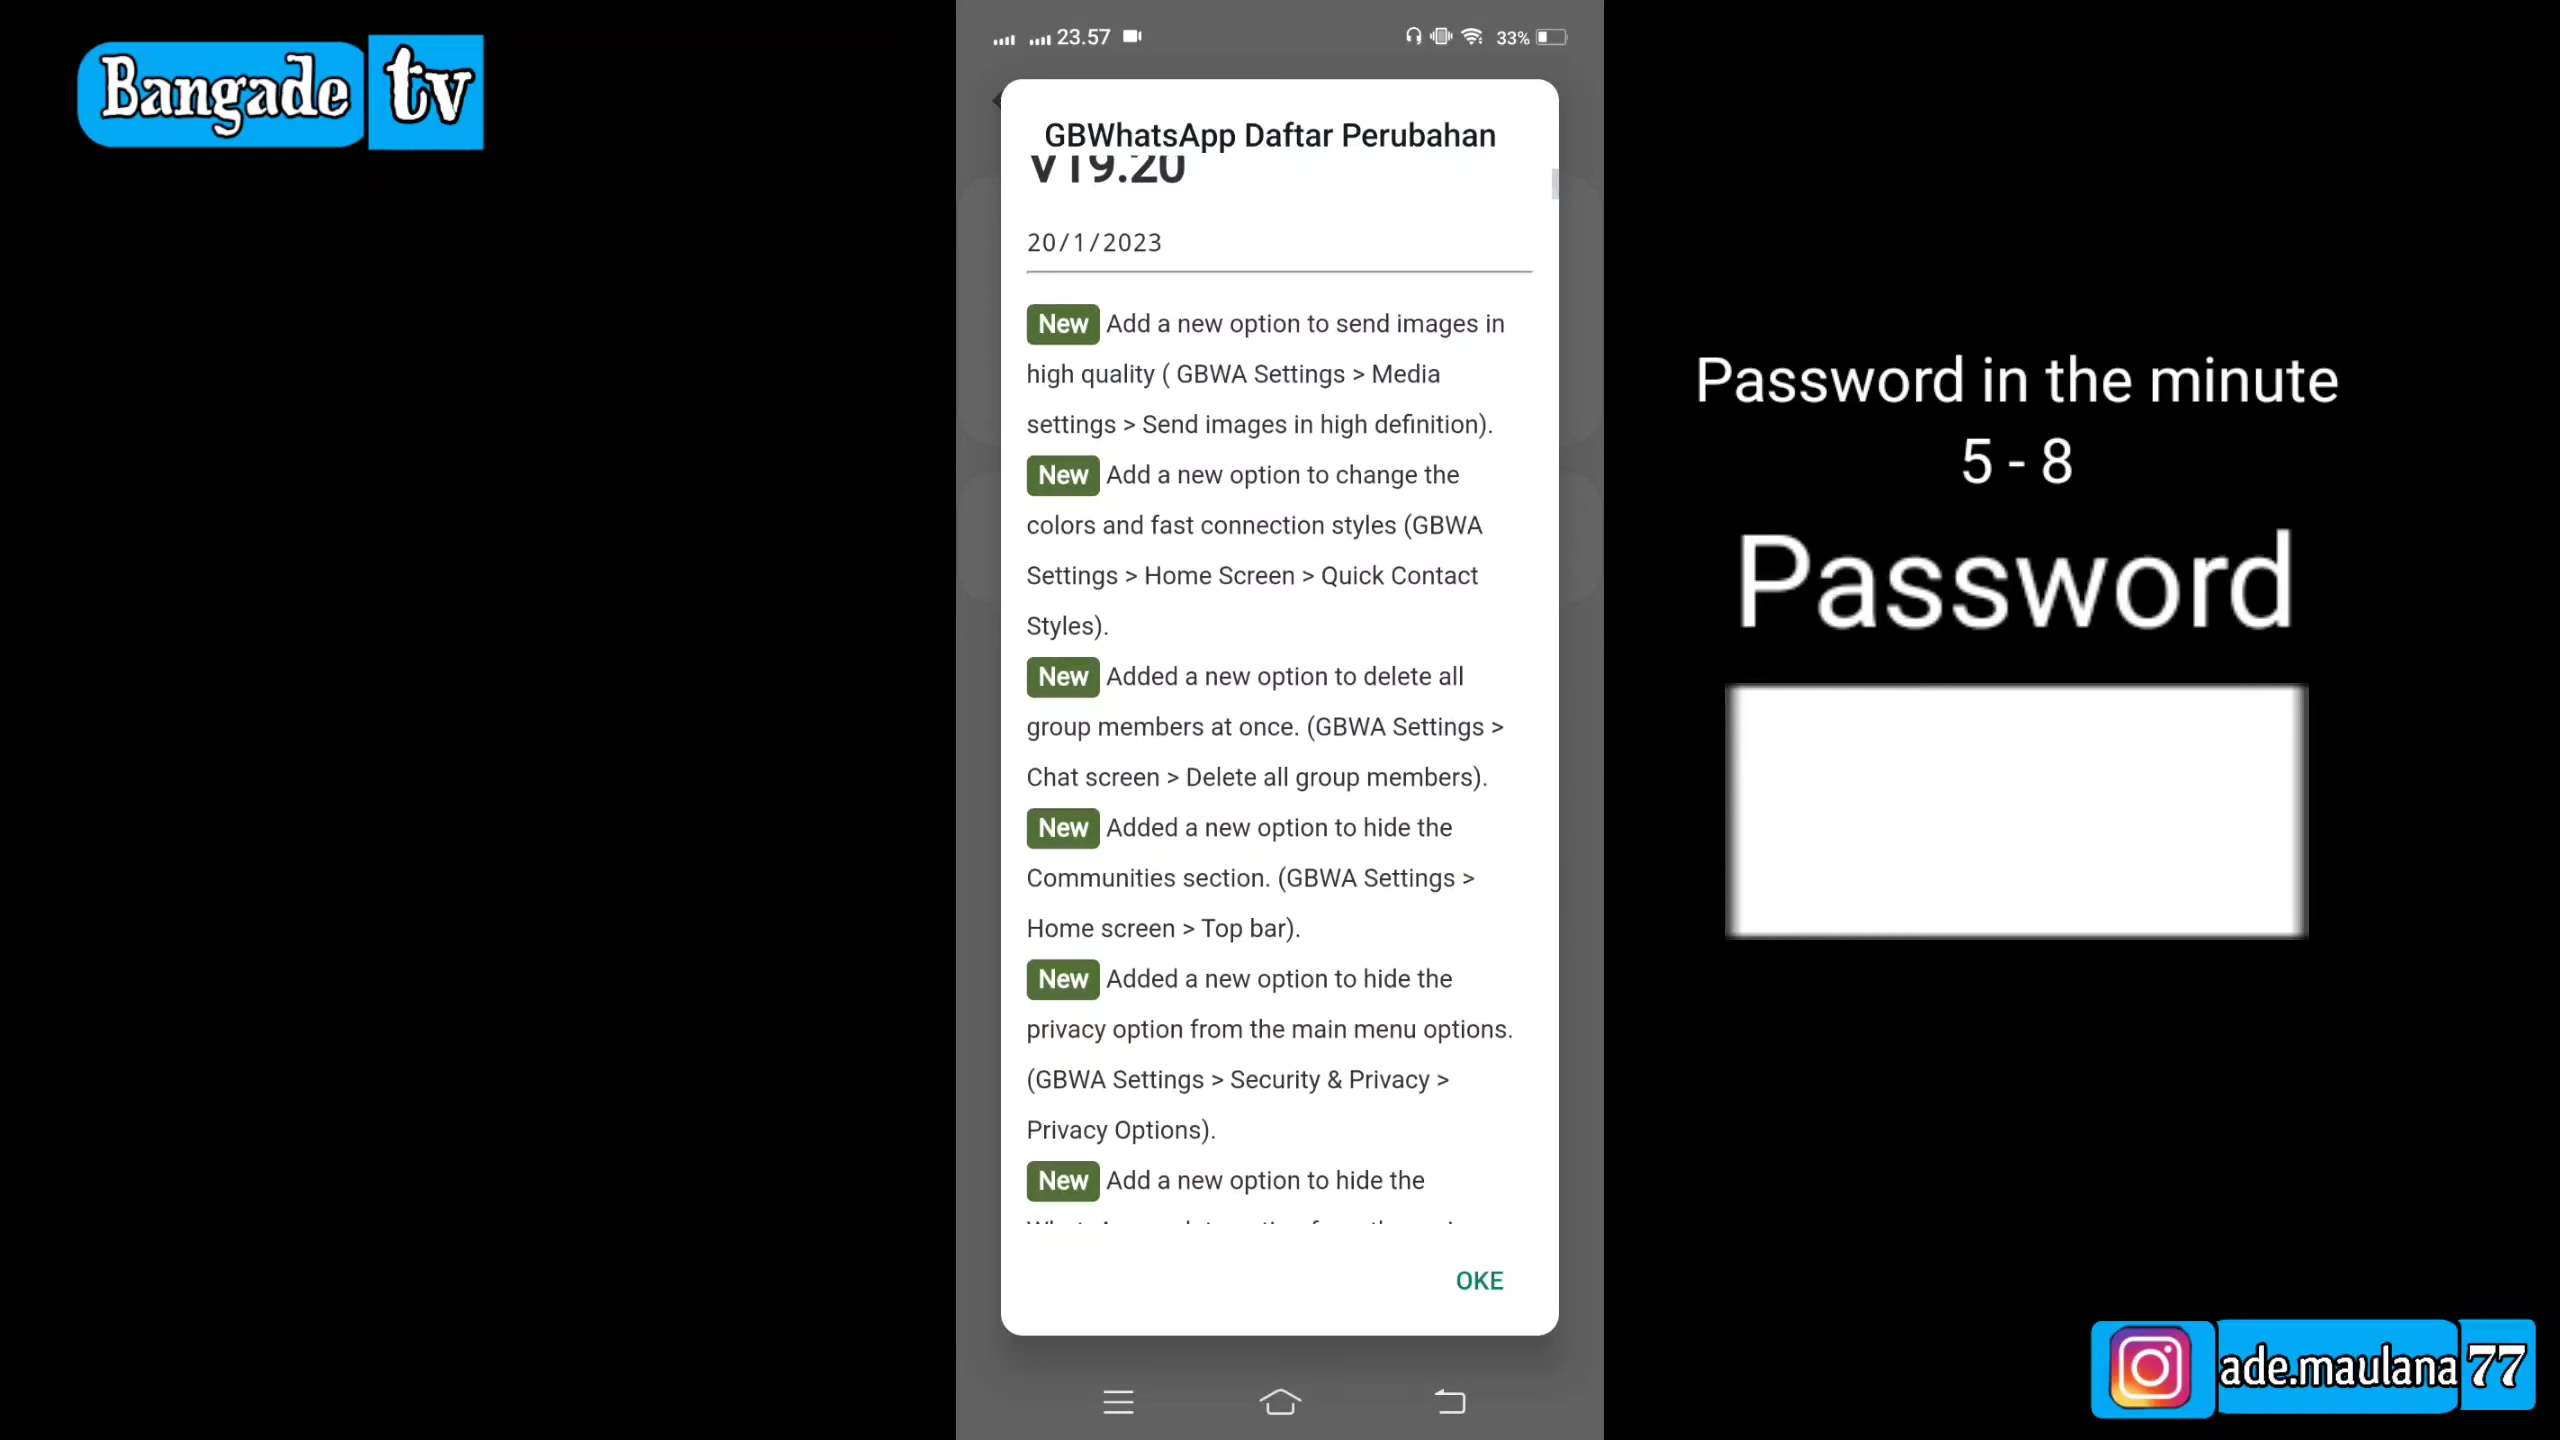 Bangade tv
23.57
33%
GBWhatsApp Daftar Perubahan
V19.20
20/1/2023
New Add a new option to send images in
high quality ( GBWA Settings > Media
settings > Send images in high definition).
New Add a new option to change the
colors and fast connection styles (GBWA
Settings > Home Screen > Quick Contact
Styles).
New Added a new option to delete all
group members at once. (GBWA Settings >
Chat screen > Delete all group members).
New Added a new option to hide the
Communities section. (GBWA Settings >
Home screen > Top bar).
New Added a new option to hide the
privacy option from the main menu options.
(GBWA Settings > Security & Privacy >
Privacy Options).
New Add a new option to hide the
OKE
Password in the minute
5 - 8
Password
ade.maulana 77